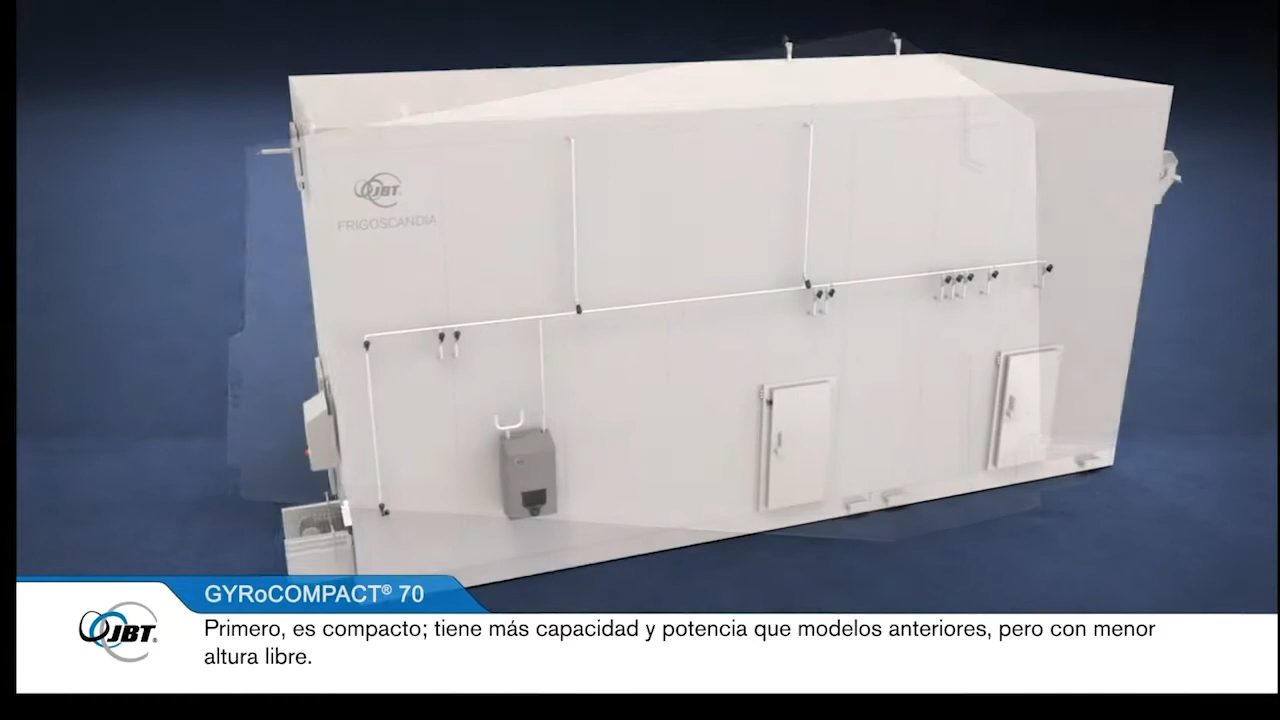 JBT
FRIGOSCANDIA
GYRoCOMPACT® 70
JBT®
Primero, es compacto; tiene más capacidad y potencia que modelos anteriores, pero con menor
altura libre.